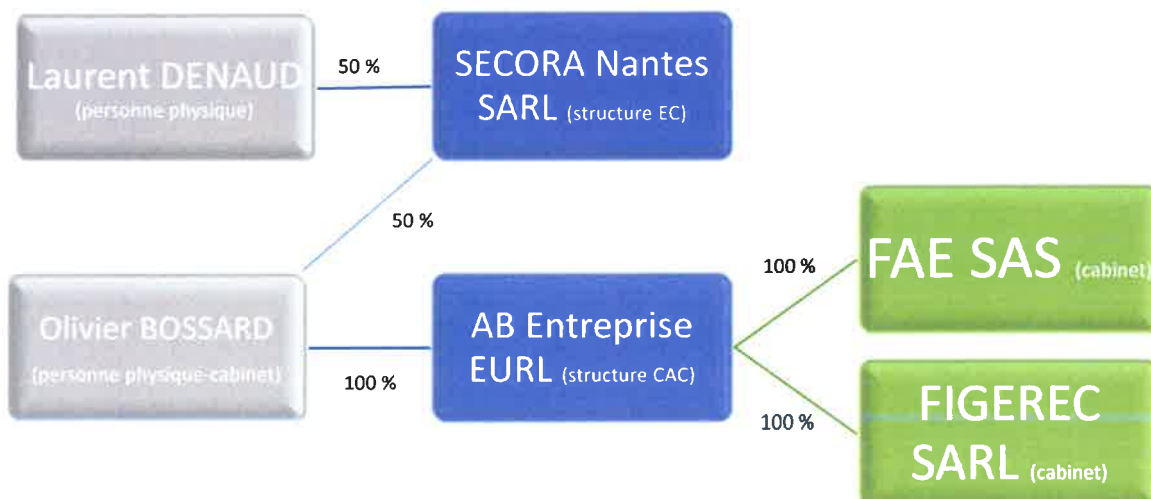 Laurent DENAUD
(personne physique)
50 %
SECORA Nantes
SARL (structure EC)
50 %
Olivier BOSSARD
(personne physique-cabinet)
100 %
AB Entreprise
EURL (structure CAC)
100 %
FAE SAS (cabinet)
100 %
FIGEREC
SARL (cabinet)